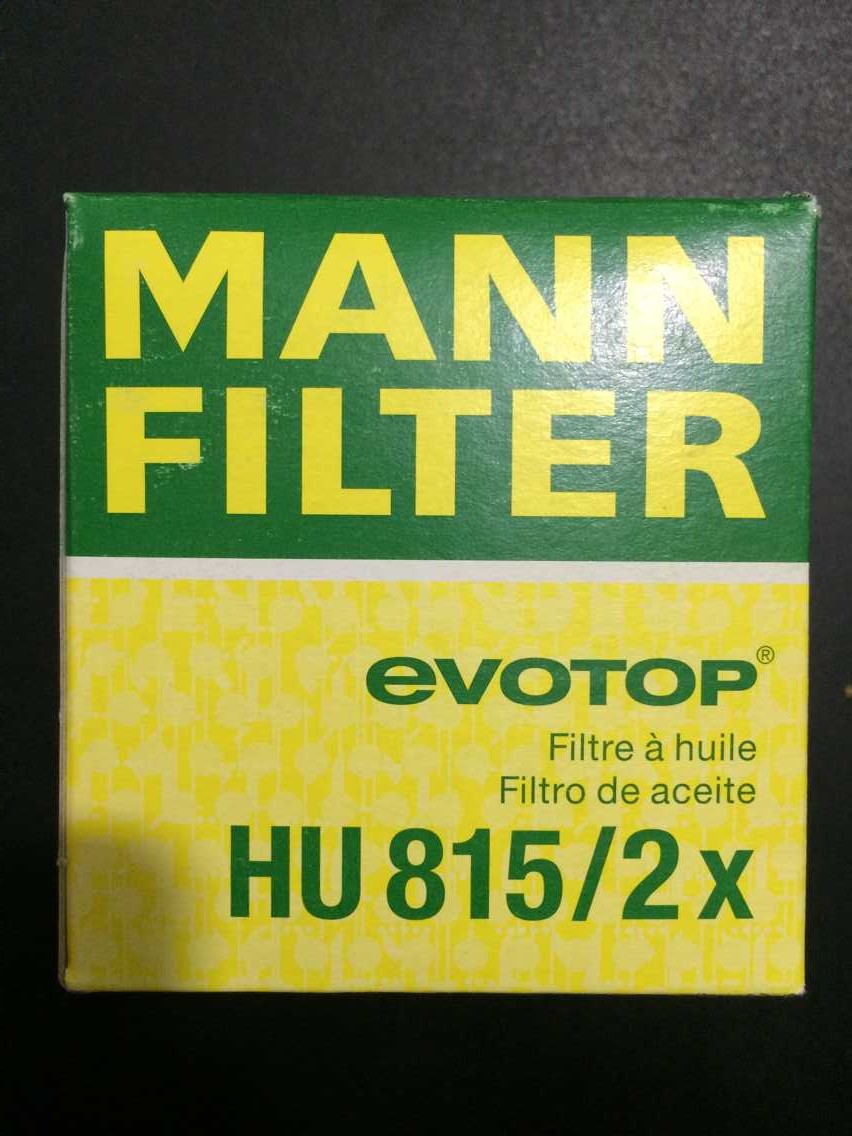 MANN
FILTER
evotop®
Filtre à huile
Filtro de aceite
HU 815/2 x